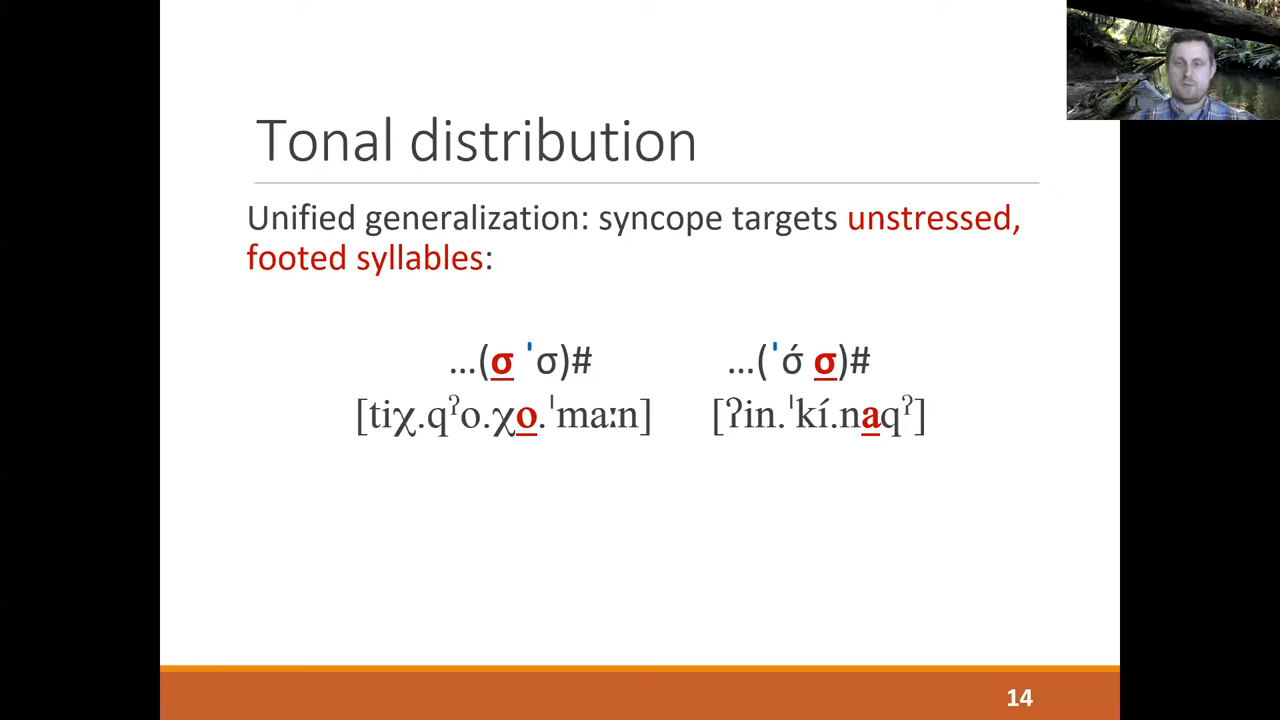 Tonal distribution
Unified generalization: syncope targets unstressed,
footed syllables:
…(σ ˈσ)# …(ˈσ́ σ)#
[tiχ.qˀo.χo.ˈmaːn] [ʔin.ˈkí.naqˀ]
14